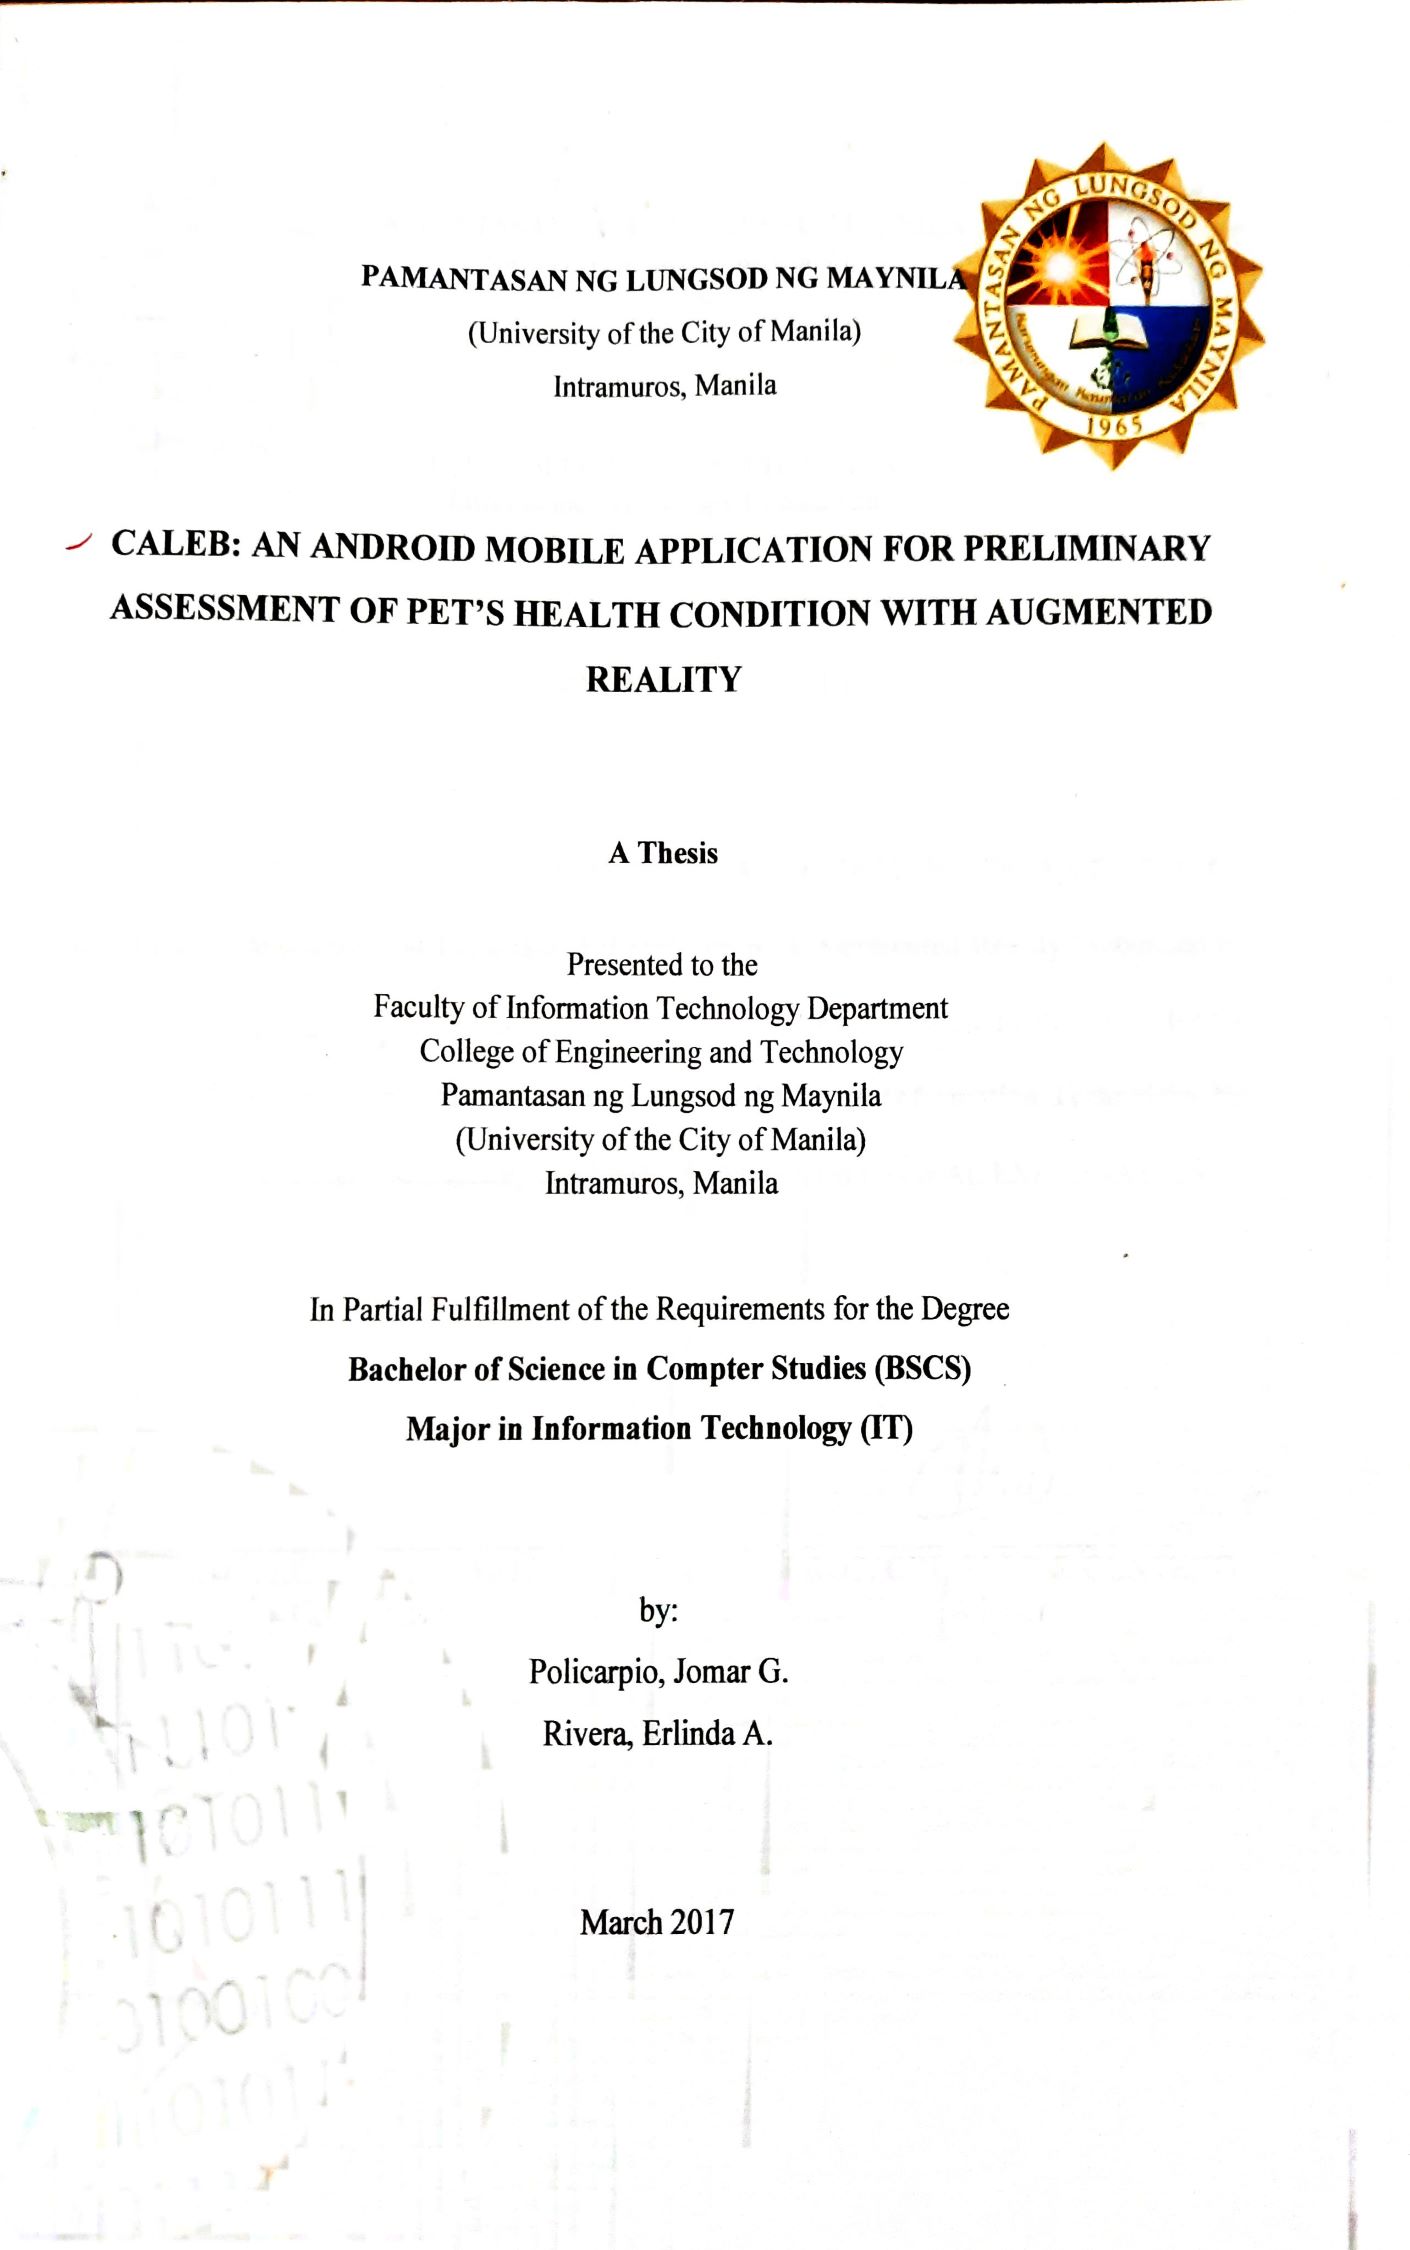 PAMANTASAN NG LUNGSOD NG MAYNILA
(University of the City of Manila)
Intramuros, Manila
PAMANTASAN NG LUNGSOD NG MAYNILA
1965
CALEB: AN ANDROID MOBILE APPLICATION FOR PRELIMINARY
ASSESSMENT OF PET'S HEALTH CONDITION WITH AUGMENTED
REALITY
A Thesis
Presented to the
Faculty of Information Technology Department
College of Engineering and Technology
Pamantasan ng Lungsod ng Maynila
(University of the City of Manila)
Intramuros, Manila
In Partial Fulfillment of the Requirements for the Degree
Bachelor of Science in Compter Studies (BSCS)
Major in Information Technology (IT)
by:
Policarpio, Jomar G.
Rivera, Erlinda A.
March 2017